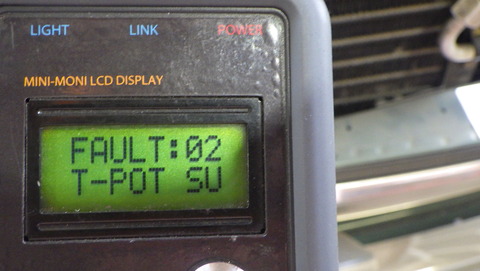 LIGHT LINK POWER
MINI-MONI LCD DISPLAY
FAULT:02
T-POT SU